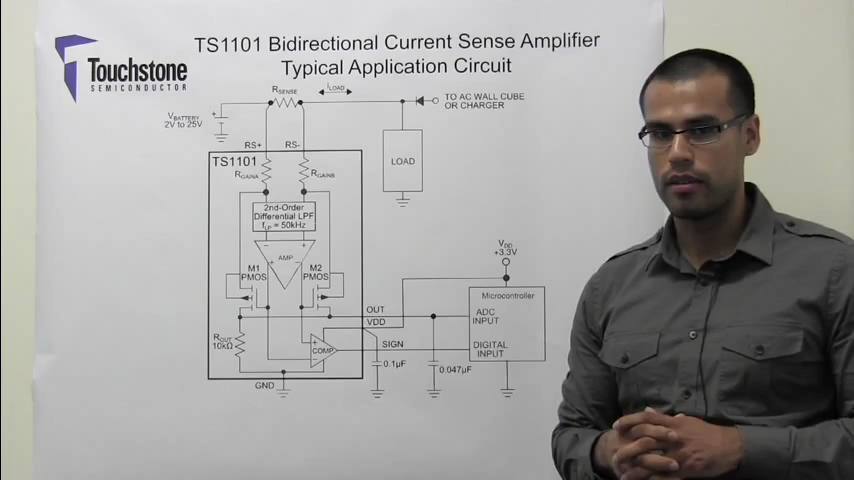 TS1101 Bidirectional Current Sense Amplifier
Typical Application Circuit
Touchstone
SEMICONDUCTOR
RSENSE
ILOAD
TO AC WALL CUBE
OR CHARGER
VBATTERY
2V to 25V
+
RS+
RS-
TS1101
RGAINA
RGAINB
LOAD
2nd-Order
Differential LPF
fLP = 50kHz
- +
AMP
+ -
M1
PMOS
M2
PMOS
VDD
+3.3V
Microcontroller
OUT
ADC
INPUT
VDD
ROUT
10kΩ
+
COMP
-
SIGN
DIGITAL
INPUT
0.1µF
0.047µF
GND